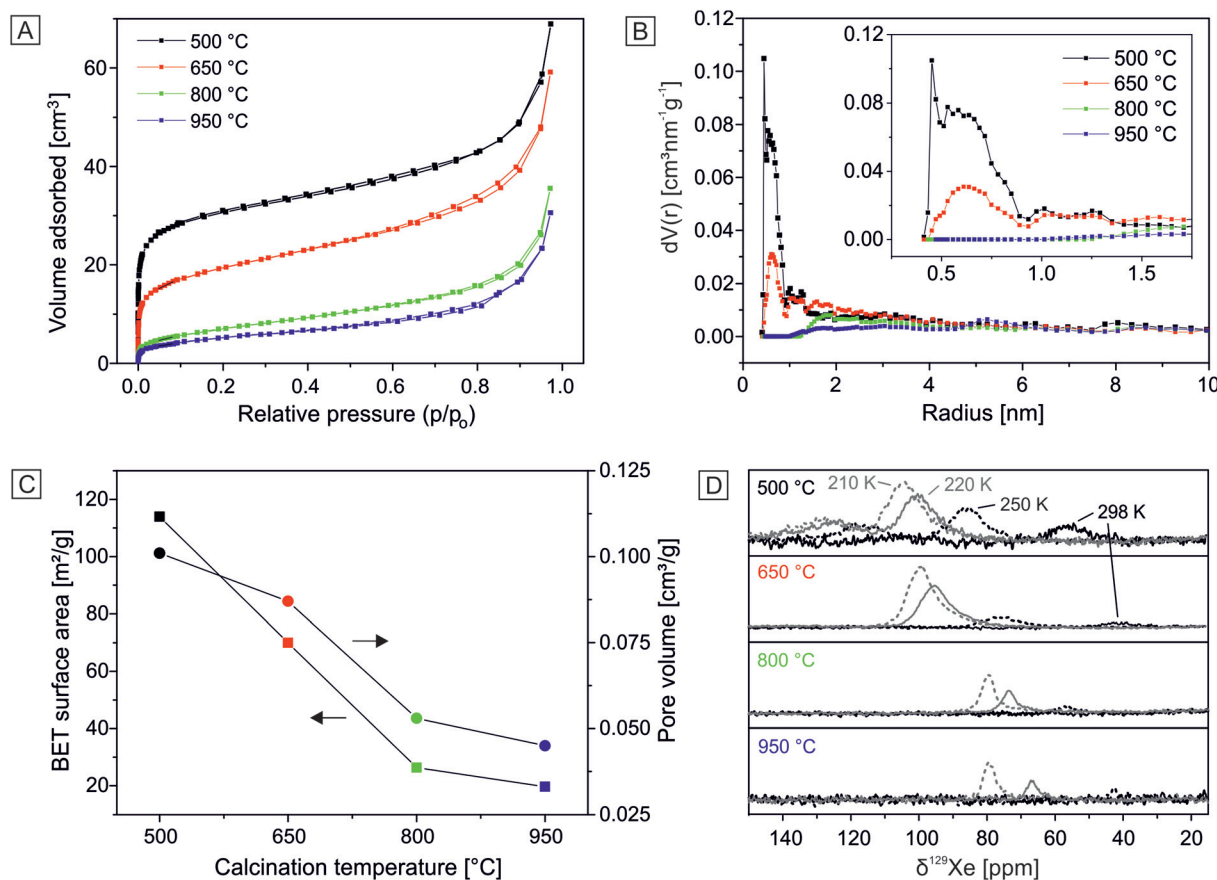 A
500 °C
650 °C
800 °C
950 °C
Volume adsorbed [cm-3]
60
40
20
0
0.0 0.2 0.4 0.6 0.8 1.0
Relative pressure (p/po)
B
500 °C
650 °C
800 °C
950 °C
0.12
0.08
0.04
0.00
0.5 1.0 1.5
dV(r) [cm³nm-1g-1]
0.12
0.10
0.08
0.06
0.04
0.02
0.00
0 2 4 6 8 10
Radius [nm]
C
BET surface area [m²/g]
120
100
80
60
40
20
0.125
0.100
0.075
0.050
0.025
Pore volume [cm³/g]
500 650 800 950
Calcination temperature [°C]
D
500 °C
210 K
220 K
250 K
298 K
650 °C
800 °C
950 °C
140 120 100 80 60 40 20
δ129Xe [ppm]